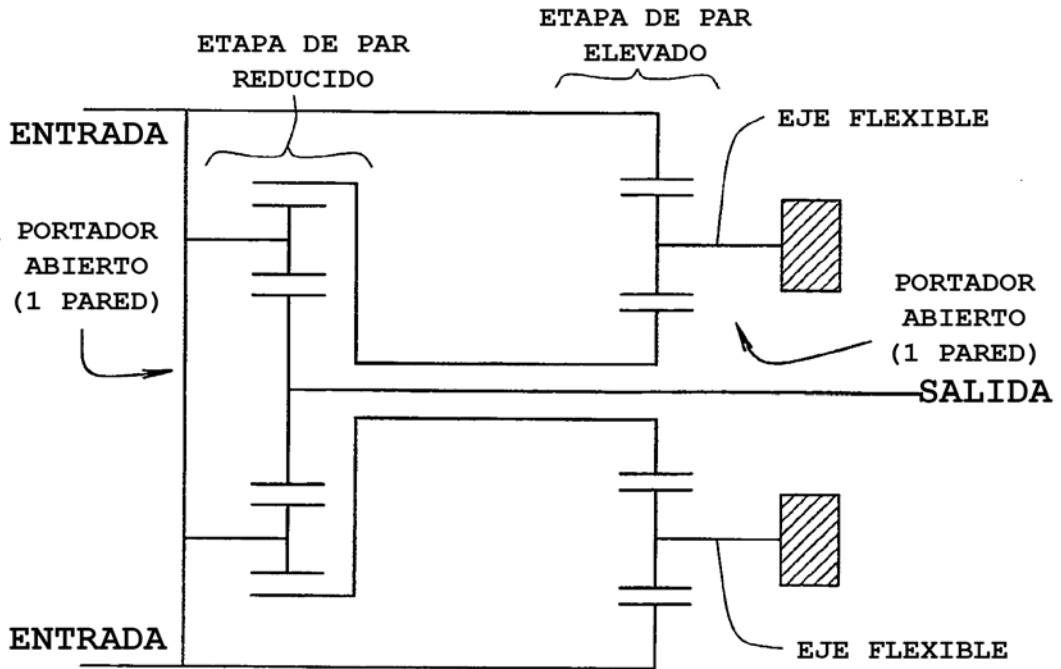 ETAPA DE PAR
ELEVADO
ETAPA DE PAR
REDUCIDO
ENTRADA
EJE FLEXIBLE
PORTADOR
ABIERTO
(1 PARED)
PORTADOR
ABIERTO
(1 PARED)
SALIDA
ENTRADA
EJE FLEXIBLE